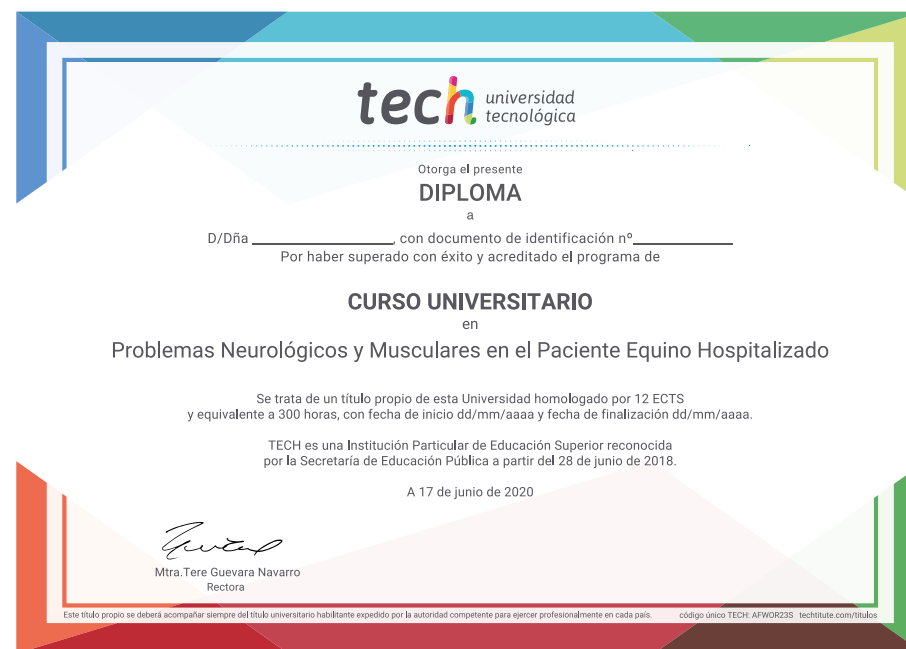 tech universidad
tecnológica
Otorga el presente
DIPLOMA
a
D/Dña ____________________, con documento de identificación nº______________
Por haber superado con éxito y acreditado el programa de
CURSO UNIVERSITARIO
en
Problemas Neurológicos y Musculares en el Paciente Equino Hospitalizado
Se trata de un título propio de esta Universidad homologado por 12 ECTS
y equivalente a 300 horas, con fecha de inicio dd/mm/aaaa y fecha de finalización dd/mm/aaaa.
TECH es una Institución Particular de Educación Superior reconocida
por la Secretaría de Educación Pública a partir del 28 de junio de 2018.
A 17 de junio de 2020
Mtra.Tere Guevara Navarro
Rectora
Este título propio se deberá acompañar siempre del título universitario habilitante expedido por la autoridad competente para ejercer profesionalmente en cada país. código único TECH: AFWOR23S techtitute.com/titulos